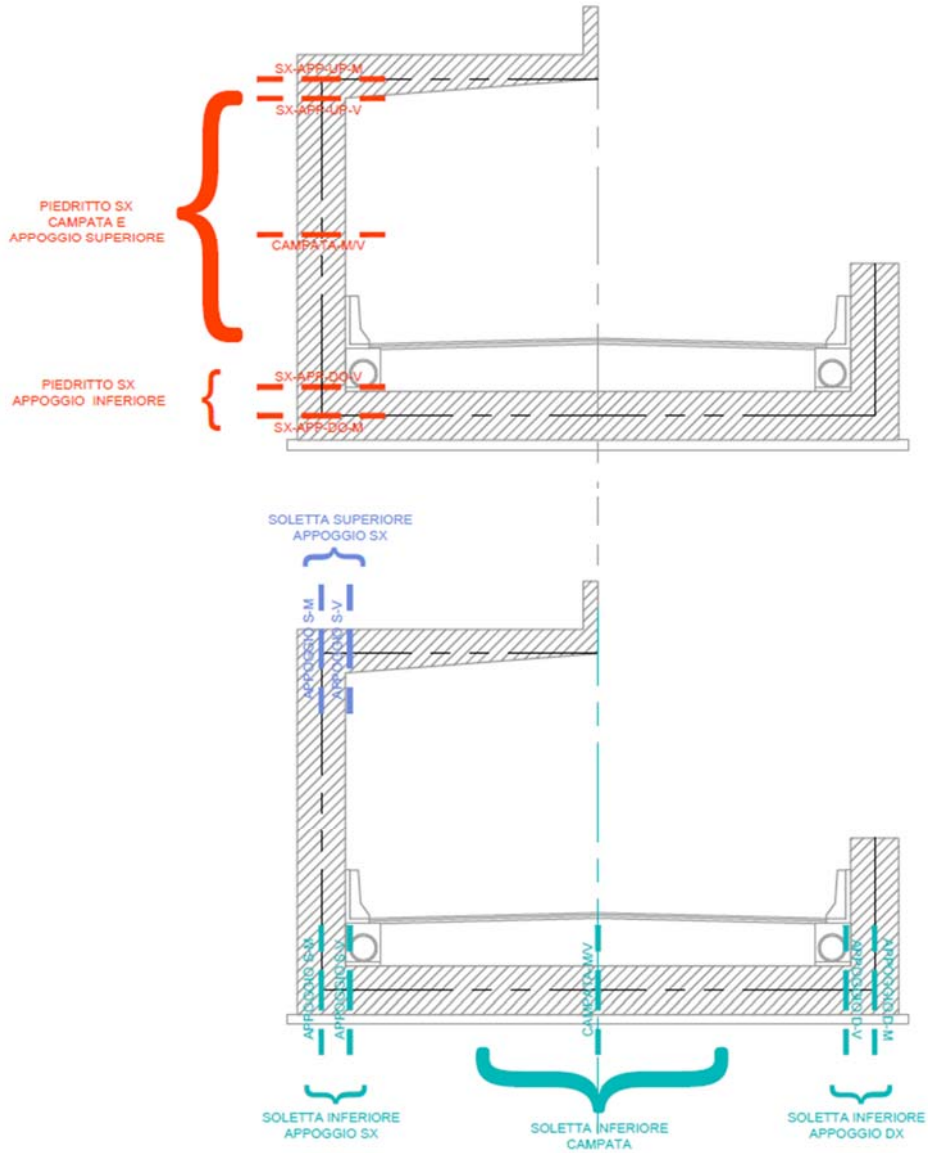 SX-APP-UP-M
SX-APP-UP-V
PIEDRITTO SX
CAMPATA E
APPOGGIO SUPERIORE
CAMPATA-M/V
SX-APP-DO-V
PIEDRITTO SX
APPOGGIO INFERIORE
SX-APP-DO-M
SOLETTA SUPERIORE
APPOGGIO SX
APPOGGIO S-M
APPOGGIO S-V
APPOGGIO S-M
APPOGGIO S-V
CAMPATA-M/V
APPOGGIO D-V
APPOGGIO D-M
SOLETTA INFERIORE
APPOGGIO SX
SOLETTA INFERIORE
CAMPATA
SOLETTA INFERIORE
APPOGGIO DX